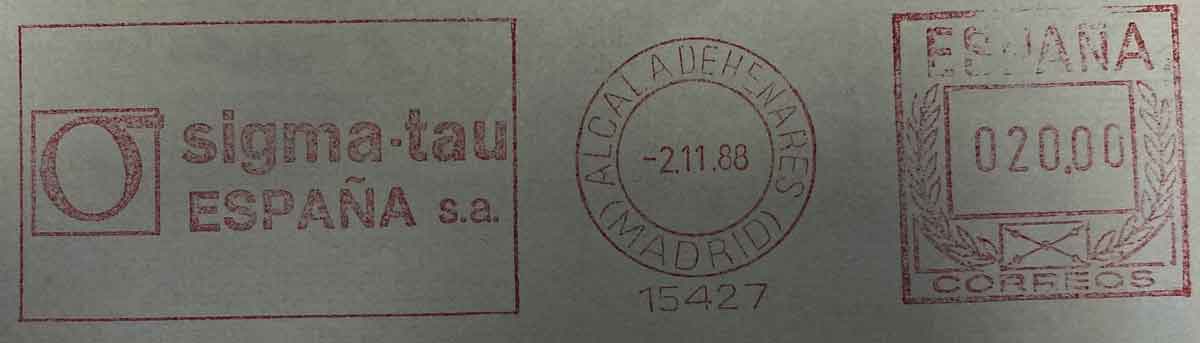 σ
sigma-tau
ESPAÑA s.a.
ALCALA DE HENARES
(MADRID)
-2.11.88
15427
ESPAÑA
020.00
CORREOS